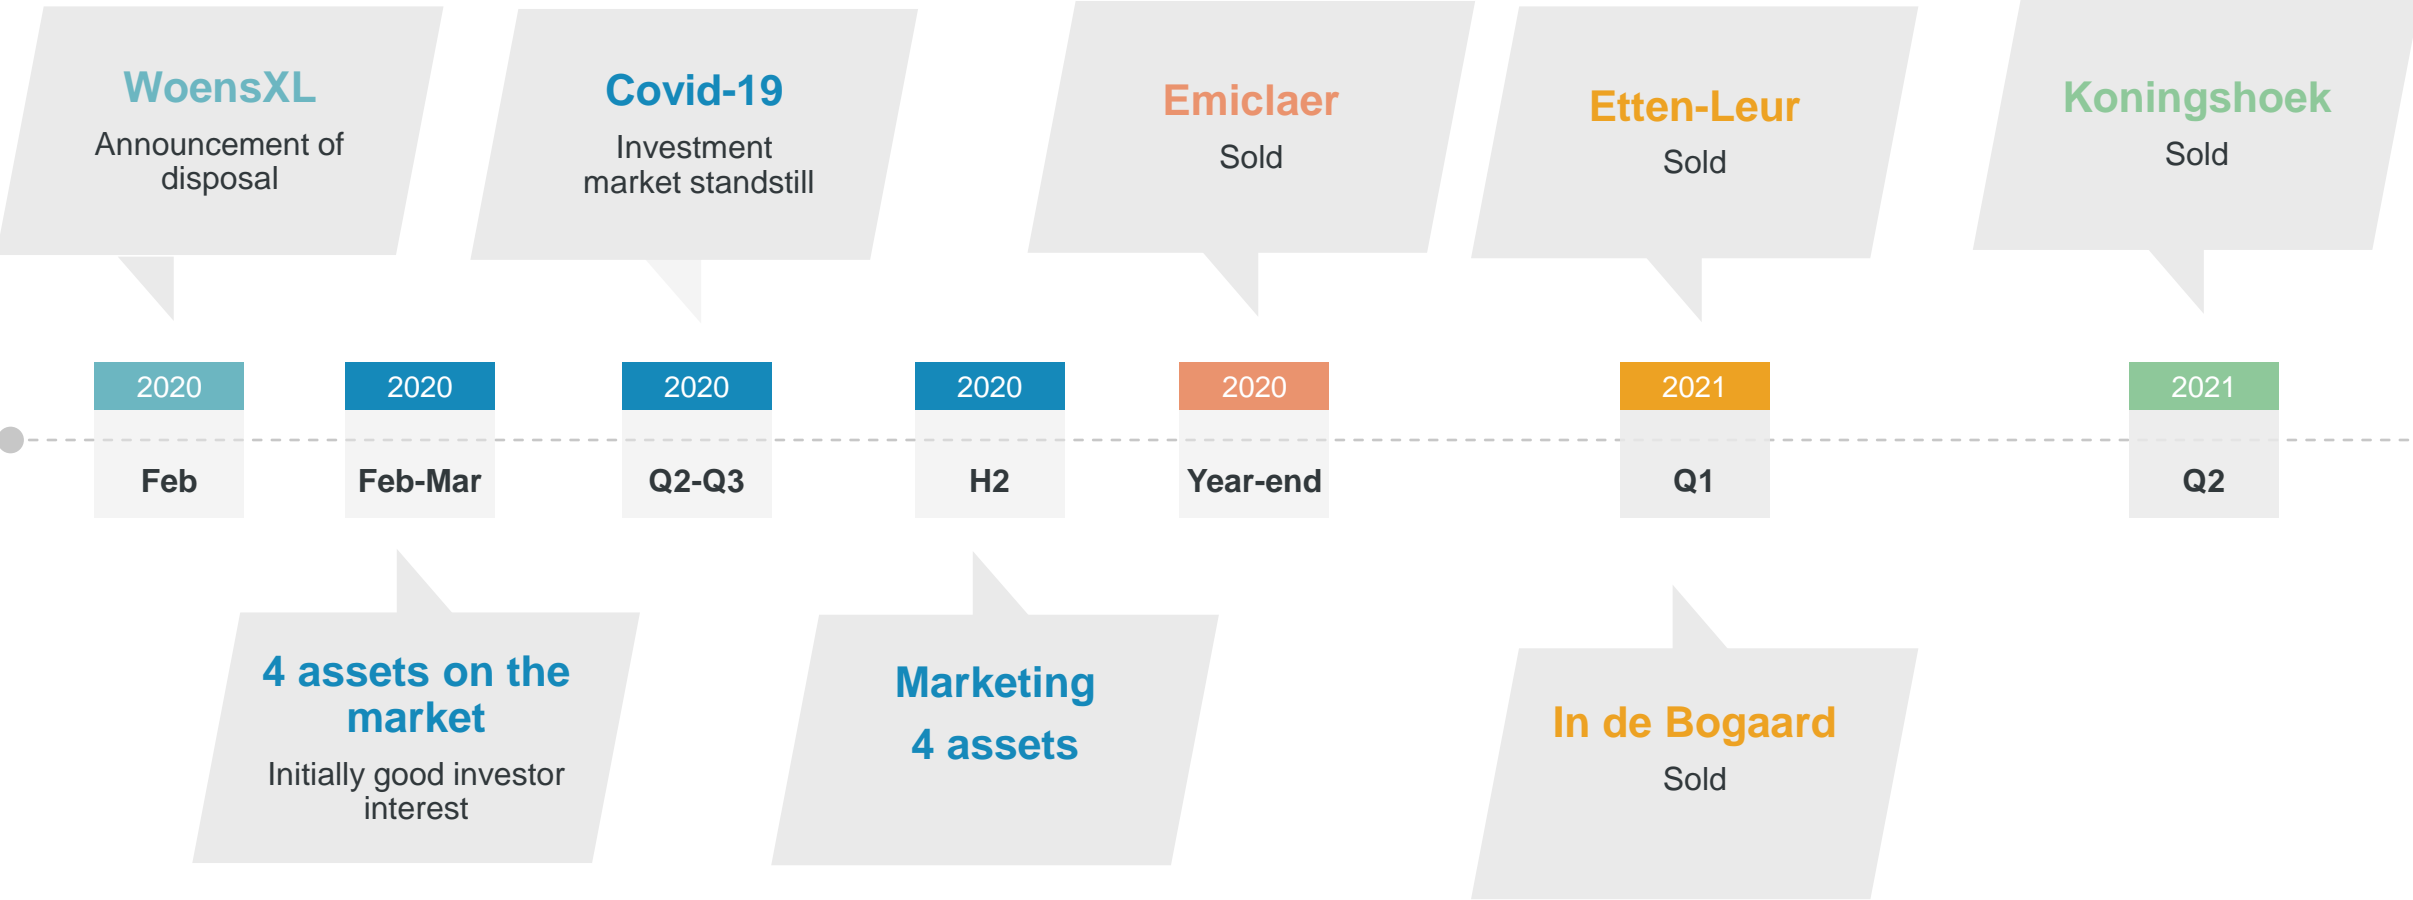 WoensXL
Announcement of
disposal
Covid-19
Investment
market standstill
Emiclaer
Sold
Etten-Leur
Sold
Koningshoek
Sold
2020
Feb
2020
Feb-Mar
2020
Q2-Q3
2020
H2
2020
Year-end
2021
Q1
2021
Q2
4 assets on the
market
Initially good investor
interest
Marketing
4 assets
In de Bogaard
Sold